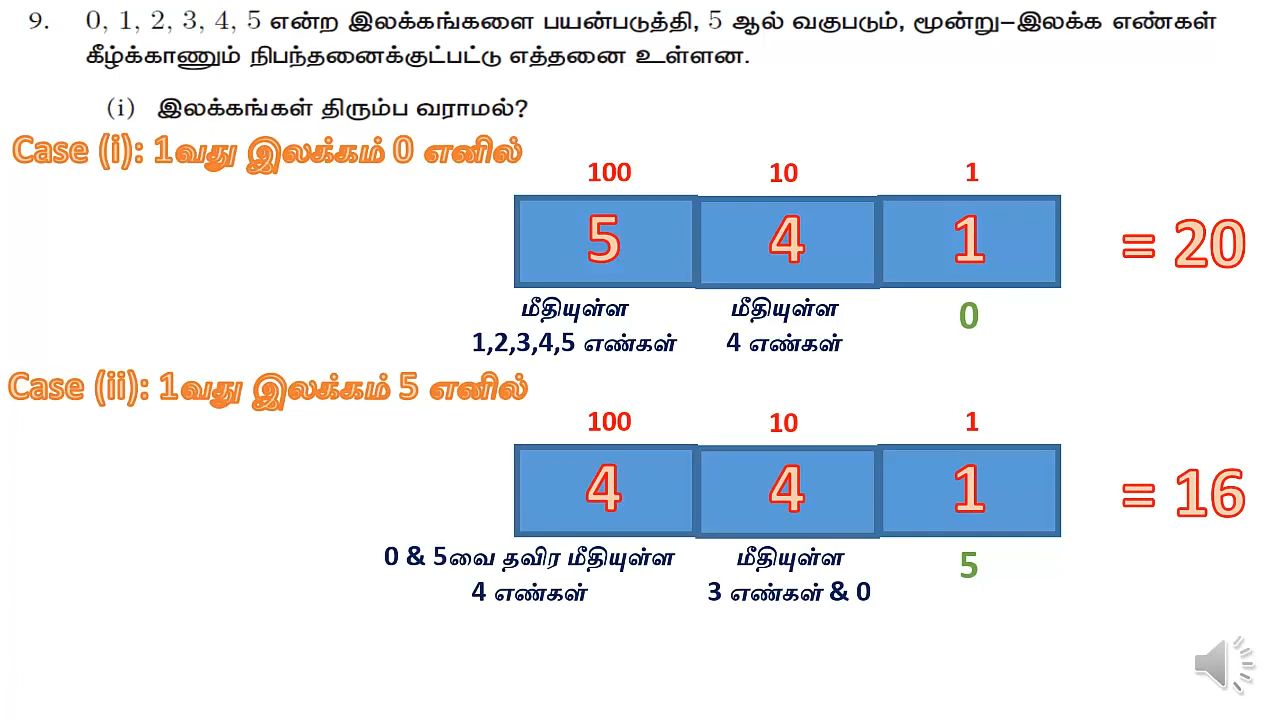 9. 0, 1, 2, 3, 4, 5 என்ற இலக்கங்களை பயன்படுத்தி, 5 ஆல் வகுபடும், மூன்று-இலக்க எண்கள்
கீழ்க்காணும் நிபந்தனைக்குட்பட்டு எத்தனை உள்ளன.
(i) இலக்கங்கள் திரும்ப வராமல்?
Case (i): 1வது இலக்கம் 0 எனில்
100 10 1
5 4 1 = 20
மீதியுள்ள மீதியுள்ள 0
1,2,3,4,5 எண்கள் 4 எண்கள்
Case (ii): 1வது இலக்கம் 5 எனில்
100 10 1
4 4 1 = 16
0 & 5வை தவிர மீதியுள்ள மீதியுள்ள 5
4 எண்கள் 3 எண்கள் & 0